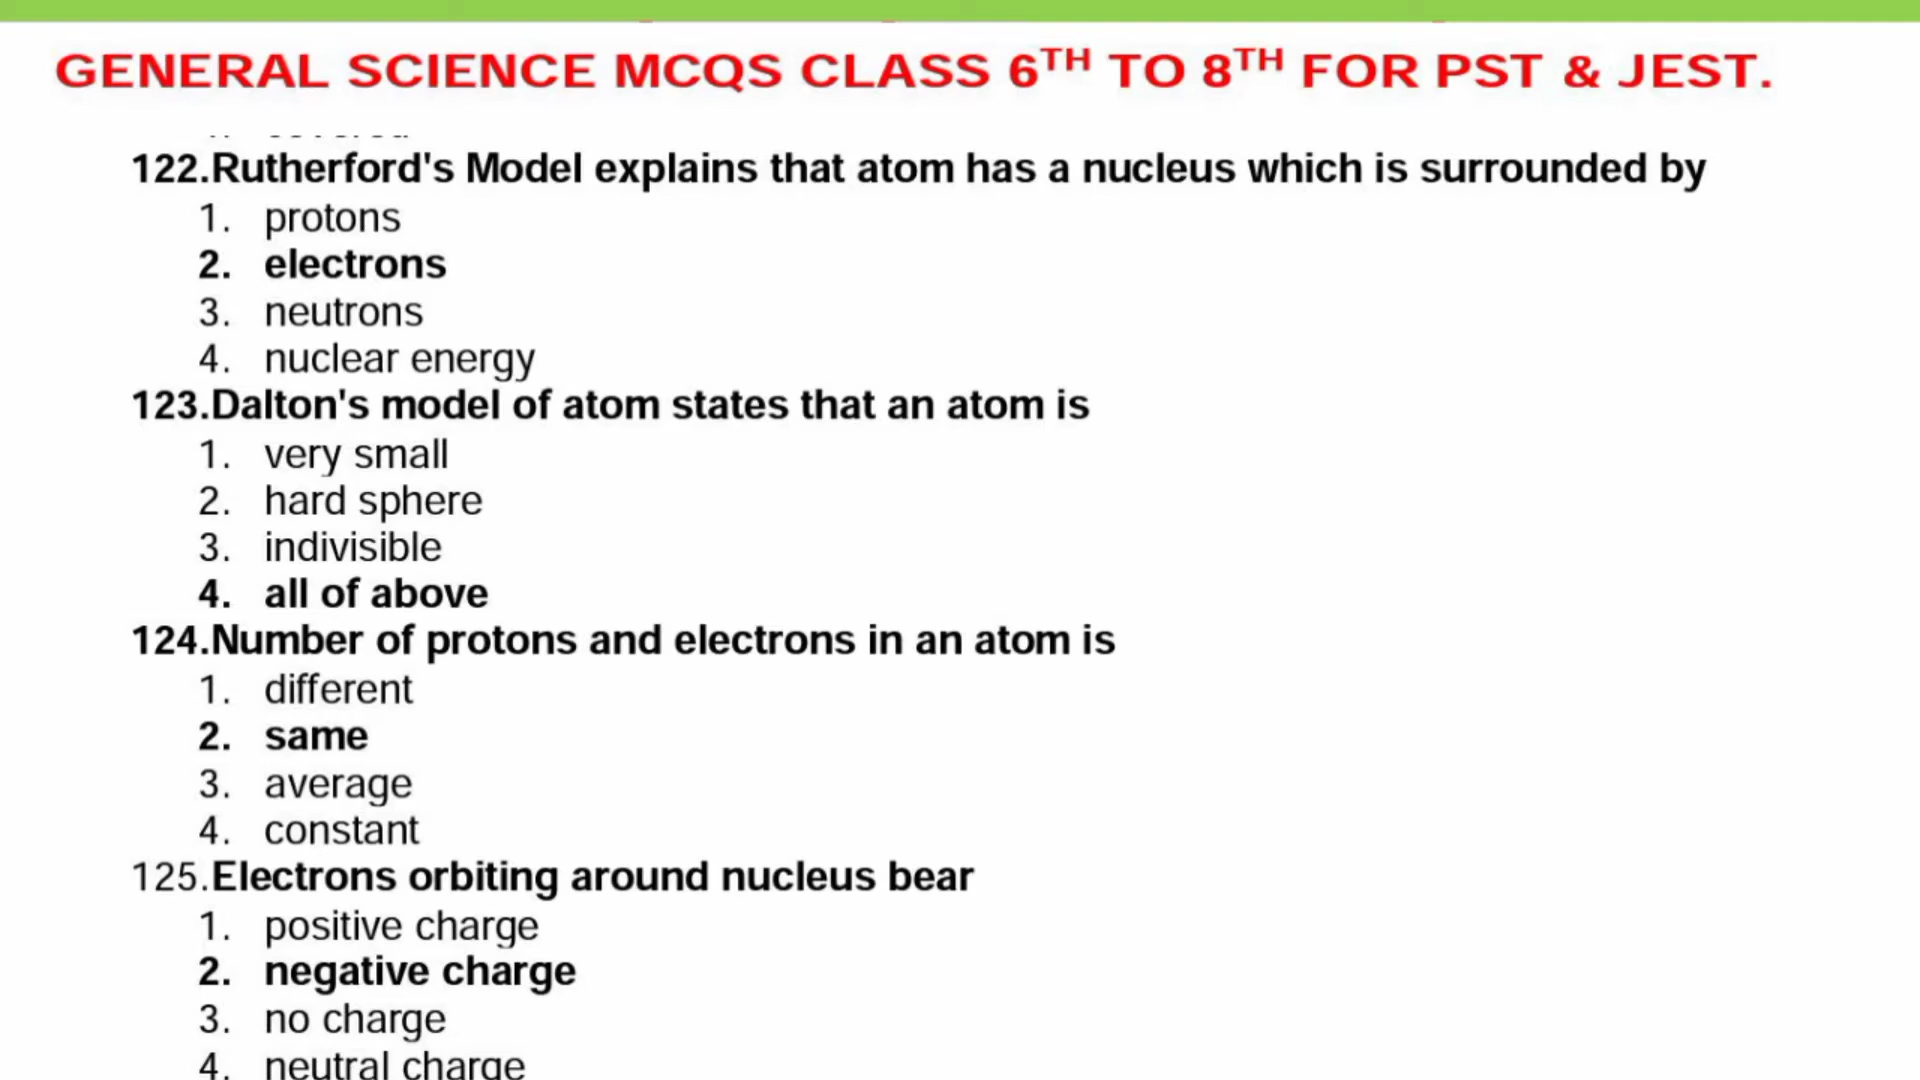 GENERAL SCIENCE MCQS CLASS 6TH TO 8TH FOR PST & JEST.
122.Rutherford's Model explains that atom has a nucleus which is surrounded by
1. protons
2. electrons
3. neutrons
4. nuclear energy
123.Dalton's model of atom states that an atom is
1. very small
2. hard sphere
3. indivisible
4. all of above
124.Number of protons and electrons in an atom is
1. different
2. same
3. average
4. constant
125.Electrons orbiting around nucleus bear
1. positive charge
2. negative charge
3. no charge
4. neutral charge